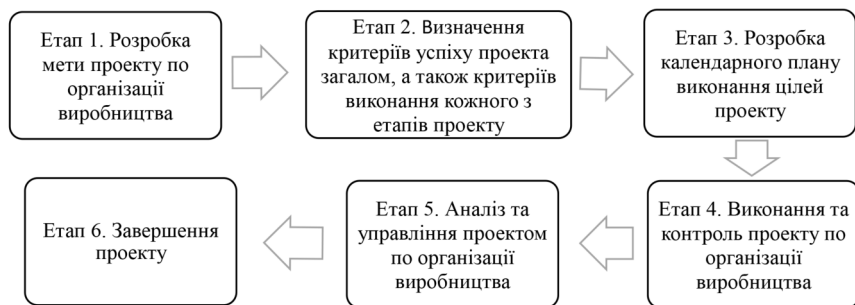 Етап 1. Розробка
мети проекту по
організації
виробництва
Етап 2. Визначення
критеріїв успіху проекта
загалом, а також критеріїв
виконання кожного з
етапів проекту
Етап 3. Розробка
календарного плану
виконання цілей
проекту
Етап 4. Виконання та
контроль проекту по
організації
виробництва
Етап 5. Аналіз та
управління проектом
по організації
виробництва
Етап 6. Завершення
проекту